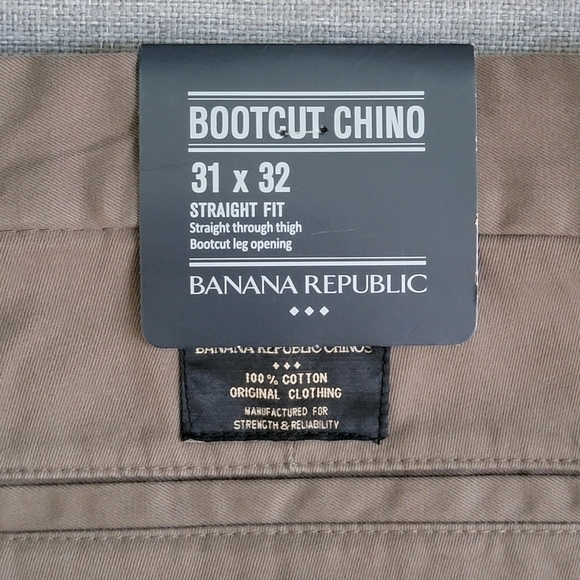 BOOTCUT CHINO
31 x 32
STRAIGHT FIT
Straight through thigh
Bootcut leg opening
BANANA REPUBLIC
BANANA REPUBLIC CHINOS
100% COTTON
ORIGINAL CLOTHING
MANUFACTURED FOR
STRENGTH & RELIABILITY